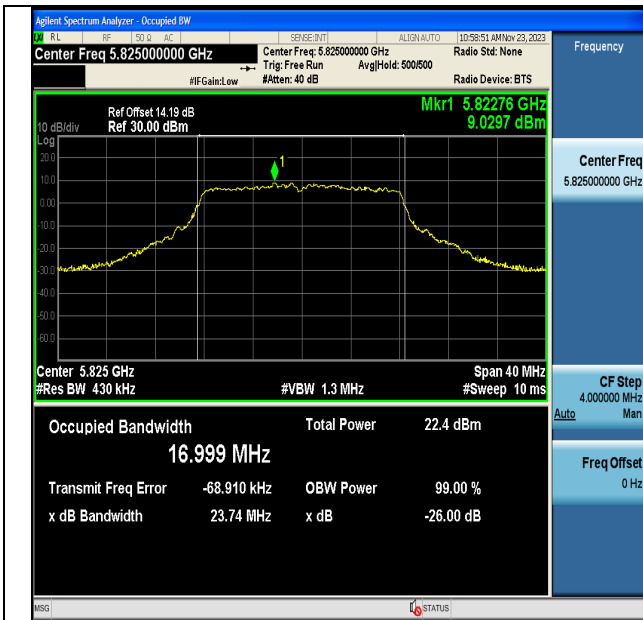 Agilent Spectrum Analyzer - Occupied BW
RL RF 50 Ω AC SENSE:INT ALIGN AUTO 10:58:51 AM Nov 23, 2023
Center Freq 5.825000000 GHz
Center Freq: 5.825000000 GHz Radio Std: None
Trig: Free Run Avg|Hold: 500/500
#IFGain:Low #Atten: 40 dB Radio Device: BTS
Frequency
Mkr1 5.82276 GHz
9.0297 dBm
Ref Offset 14.19 dB
10 dB/div Ref 30.00 dBm
Log
20.0
10.0
0.00
-10.0
-20.0
-30.0
-40.0
-50.0
-60.0
1
Center 5.825 GHz Span 40 MHz
#Res BW 430 kHz #VBW 1.3 MHz #Sweep 10 ms
Occupied Bandwidth Total Power 22.4 dBm
16.999 MHz
Transmit Freq Error -68.910 kHz OBW Power 99.00 %
x dB Bandwidth 23.74 MHz x dB -26.00 dB
Center Freq
5.825000000 GHz
CF Step
4.000000 MHz
Auto Man
Freq Offset
0 Hz
MSG STATUS